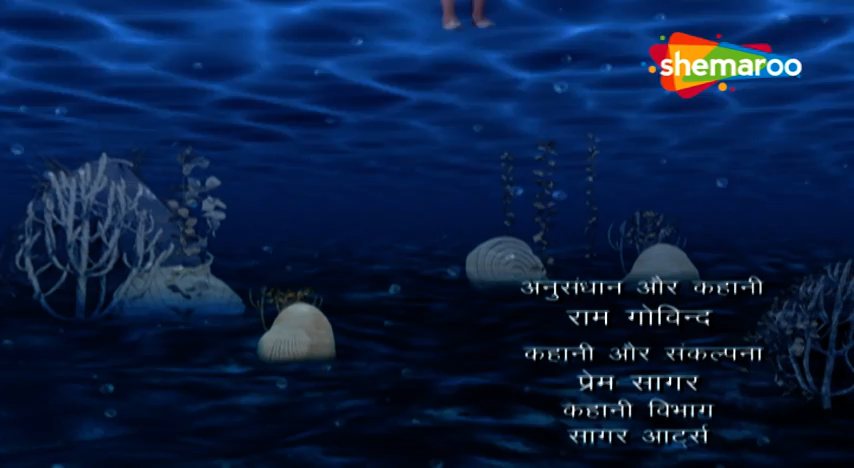 shemaroo
अनुसंधान और कहानी
राम गोविन्द
कहानी और संकल्पना
प्रेम सागर
कहानी विभाग
सागर आर्ट्स